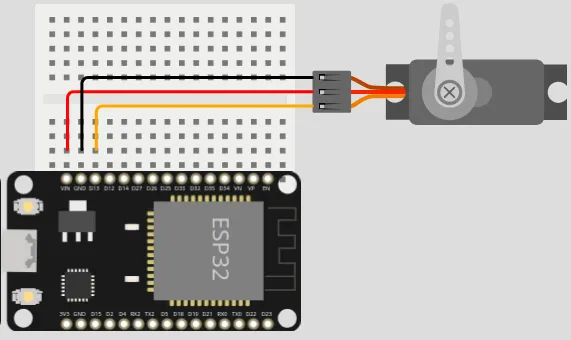 VIN GND D13 D12 D14 D27 D26 D25 D33 D32 D35 D34 VN VP EN
ESP32
3V3 GND D15 D2 D4 RX2 TX2 D5 D18 D19 D21 RX0 TX0 D22 D23